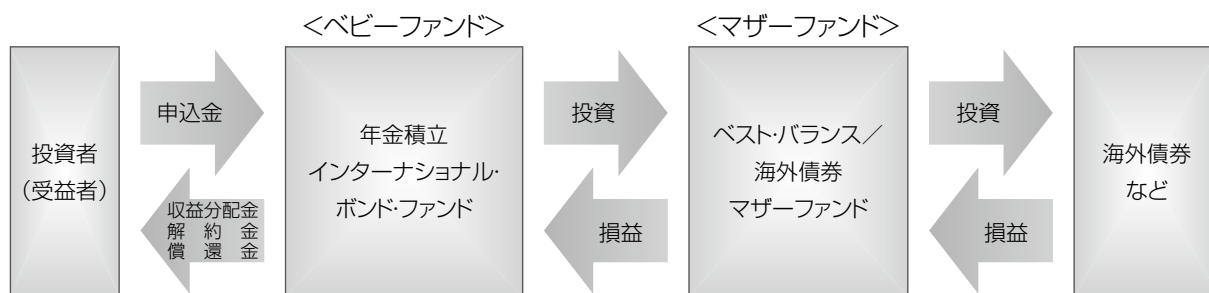 <ベビーファンド>
<マザーファンド>
投資者
(受益者)
申込金
収益分配金
解約金
償還金
年金積立
インターナショナル・
ボンド・ファンド
投資
損益
ベスト・バランス/
海外債券
マザーファンド
投資
損益
海外債券
など